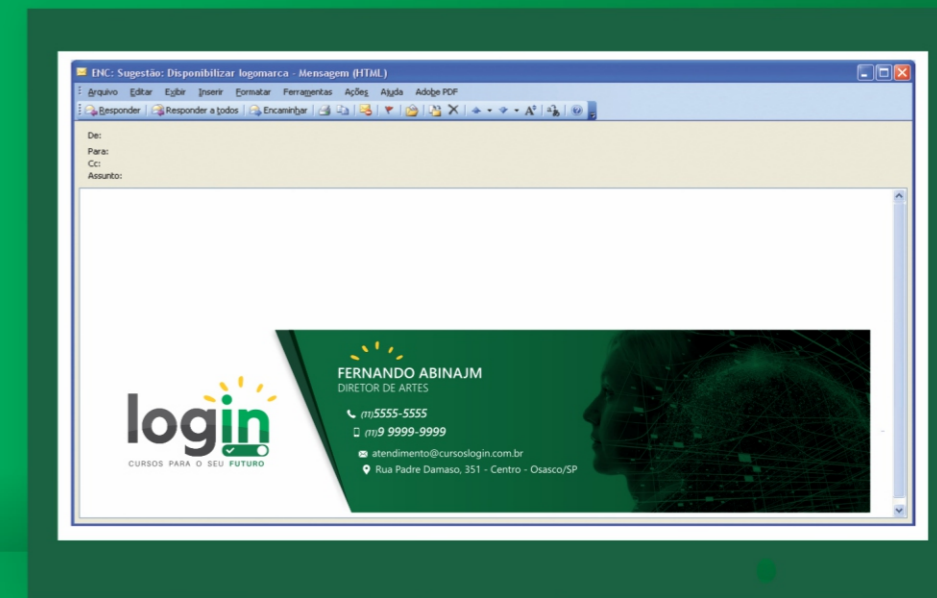 ENC: Sugestão: Disponibilizar logomarca - Mensagem (HTML)
Arquivo Editar Exibir Inserir Formatar Ferramentas Ações Ajuda Adobe PDF
Responder Responder a todos Encaminhar
De:
Para:
Cc:
Assunto:
login
CURSOS PARA O SEU FUTURO
FERNANDO ABINAJM
DIRETOR DE ARTES
(11)5555-5555
(11)9 9999-9999
atendimento@cursoslogin.com.br
Rua Padre Damaso, 351 - Centro - Osasco/SP